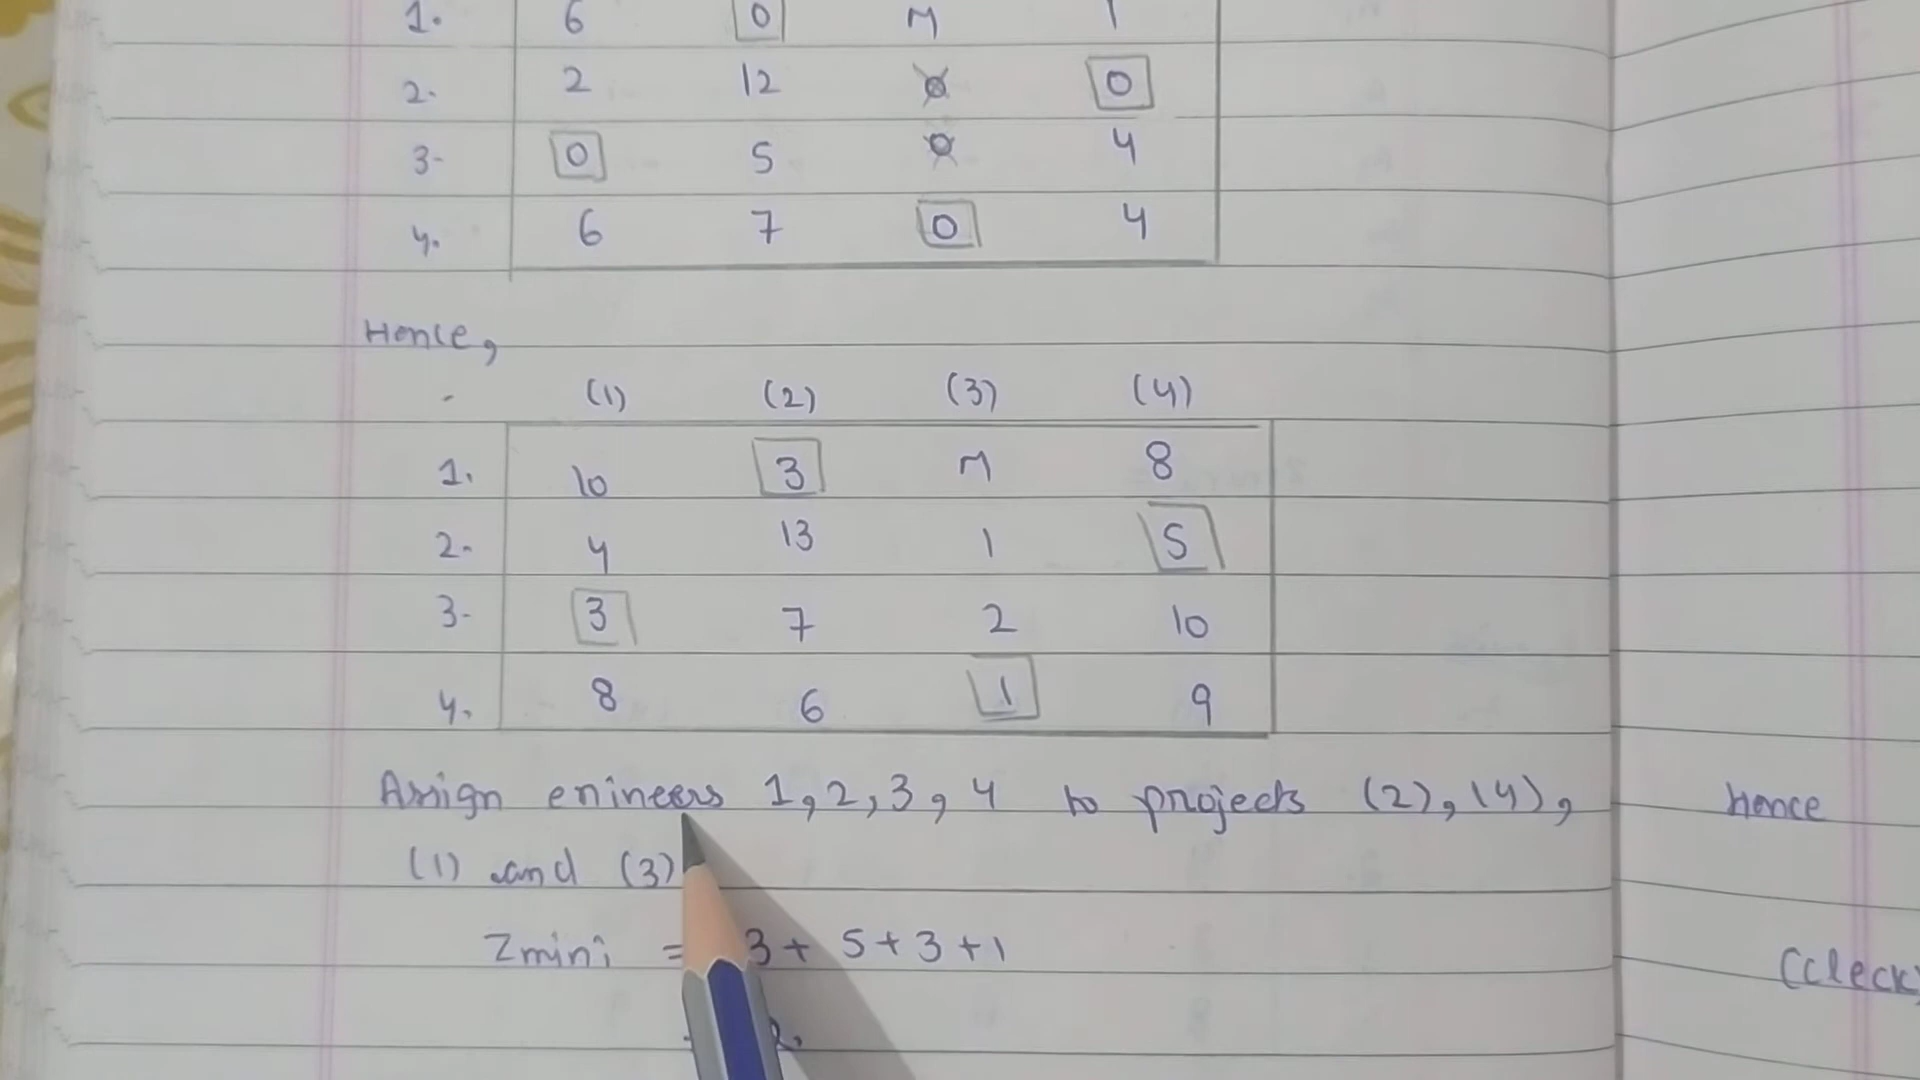 1. 6 0 M 1
2. 2 12 0 0
3- 0 5 0 4
4. 6 7 0 4
Hence,
(1) (2) (3) (4)
1. 10 3 M 8
2. 4 13 1 5
3- 3 7 2 10
4. 8 6 1 9
Assign enineers 1, 2, 3, 4 to projects (2), (4),
(1) and (3)
Zmini = 3 + 5 + 3 + 1
Hence
(Cleck